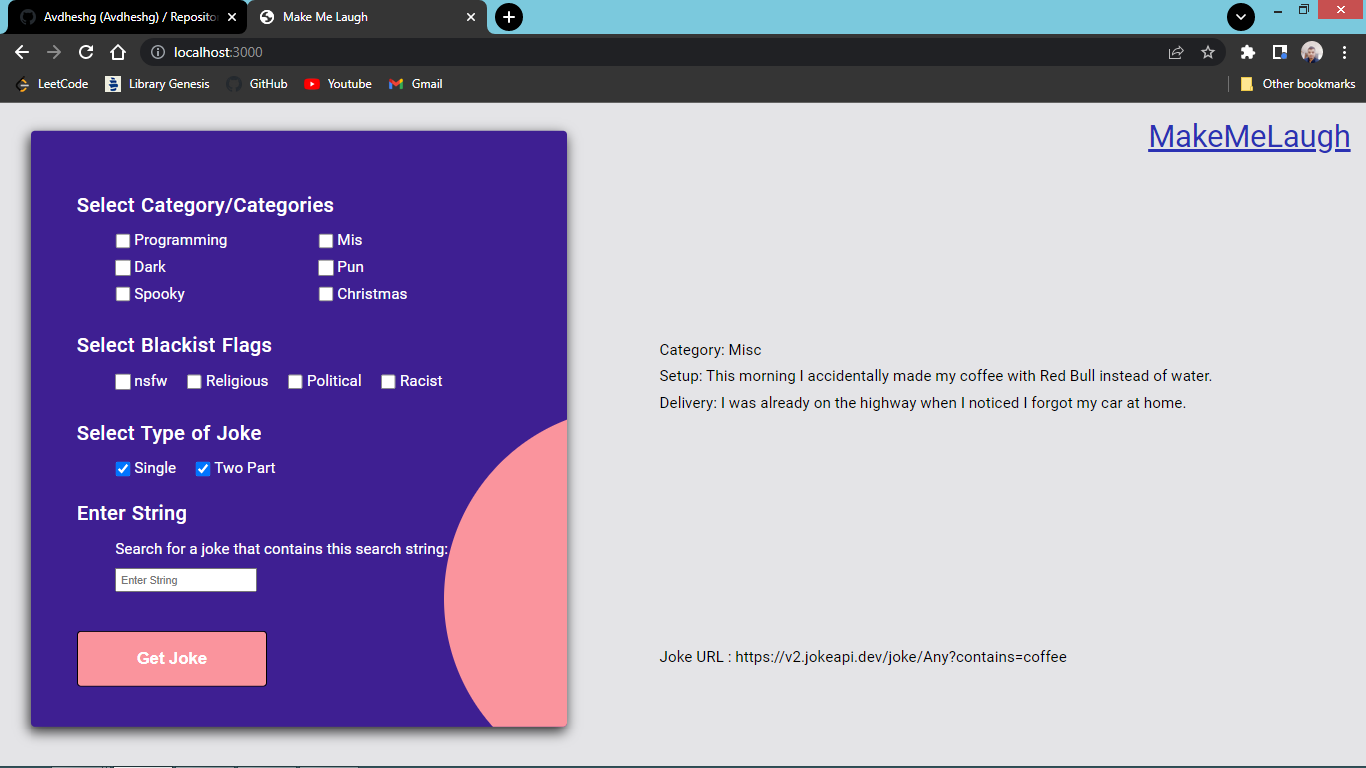 Avdheshg (Avdheshg) / Reposito
Make Me Laugh
localhost:3000
LeetCode
Library Genesis
GitHub
Youtube
Gmail
Other bookmarks
MakeMeLaugh
Select Category/Categories
Programming
Mis
Dark
Pun
Spooky
Christmas
Select Blackist Flags
nsfw
Religious
Political
Racist
Select Type of Joke
Single
Two Part
Enter String
Search for a joke that contains this search string:
Enter String
Get Joke
Category: Misc
Setup: This morning I accidentally made my coffee with Red Bull instead of water.
Delivery: I was already on the highway when I noticed I forgot my car at home.
Joke URL : https://v2.jokeapi.dev/joke/Any?contains=coffee